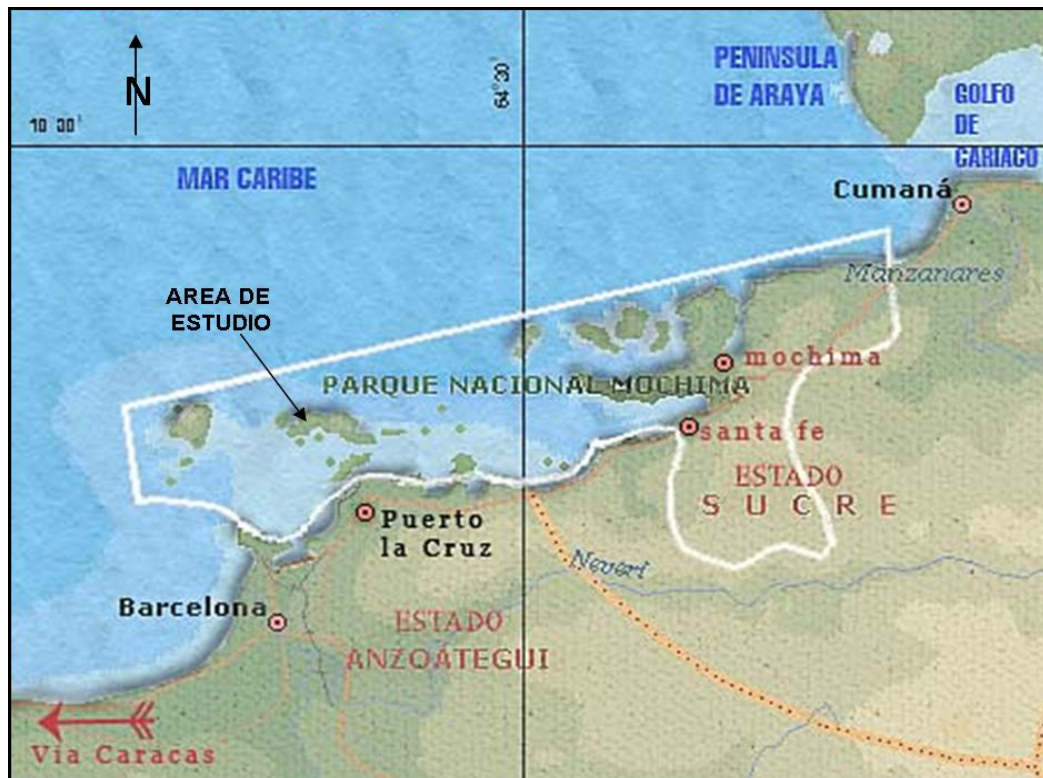 N
64°30'
10 30'
PENINSULA
DE ARAYA
GOLFO
DE
CARIACO
MAR CARIBE
Cumaná
Manzanares
AREA DE
ESTUDIO
mochima
PARQUE NACIONAL MOCHIMA
santa fe
ESTADO
SUCRE
Puerto
la Cruz
Neveri
Barcelona
ESTADO
ANZOÁTEGUI
Via Caracas